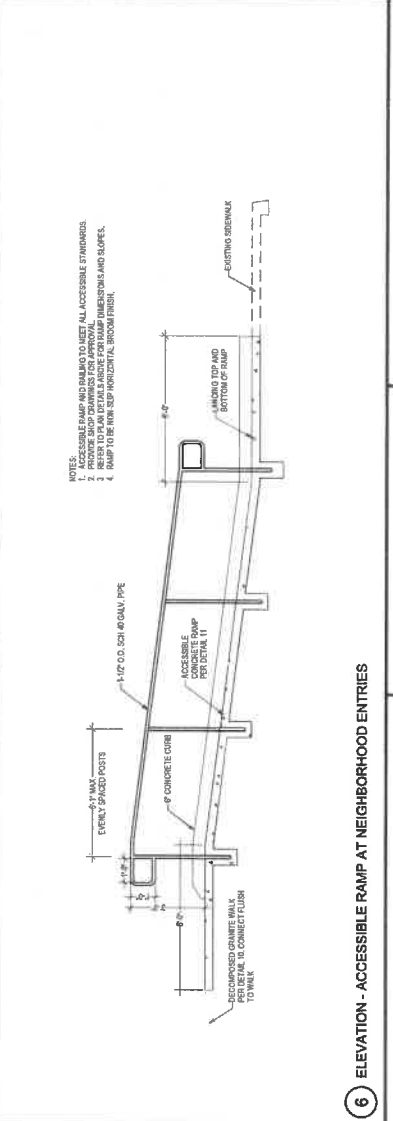 NOTES:
1. ACCESSIBLE RAMP AND RAILING TO MEET ALL ACCESSIBLE STANDARDS.
2. PROVIDE SHOP DRAWINGS FOR APPROVAL.
3 REFER TO PLAN DETAILS ABOVE FOR RAMP DIMENSIONS AND SLOPES.
4. RAMP TO BE NON-SLIP HORIZONTAL BROOM FINISH.
MAX
EVENLY SPACED POSTS
1-1/2" O.D. SCH 40 GALV. PIPE
1'-0"
6" CONCRETE CURB
ACCESSIBLE
CONCRETE RAMP
PER DETAIL 11
LANDING TOP AND
BOTTOM OF RAMP
EXISTING SIDEWALK
DECOMPOSED GRANITE WALK
PER DETAIL 10. CONNECT FLUSH
TO WALK
6 ELEVATION - ACCESSIBLE RAMP AT NEIGHBORHOOD ENTRIES